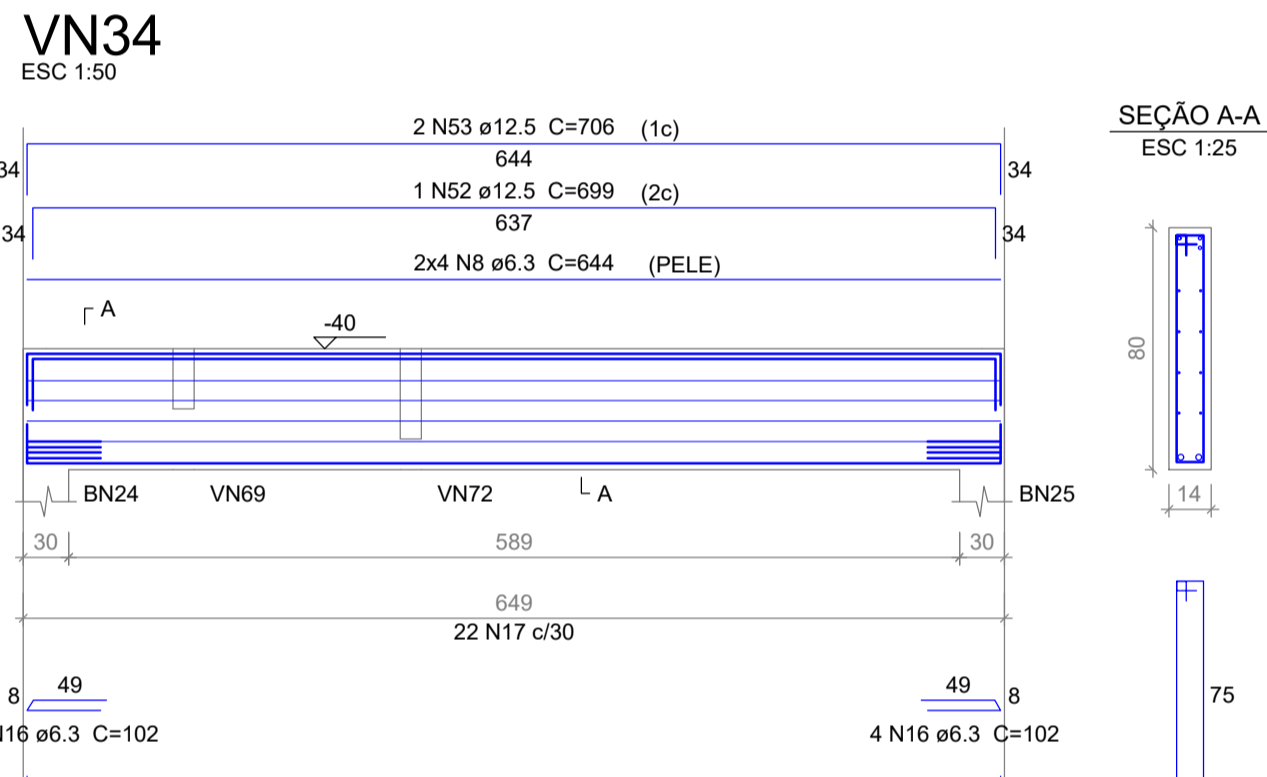 VN34
ESC 1:50
SEÇÃO A-A
ESC 1:25
2 N53 ø12.5 C=706 (1c)
34 644 34
1 N52 ø12.5 C=699 (2c)
34 637 34
2x4 N8 ø6.3 C=644 (PELE)
A
-40
80
BN24 VN69 VN72 A BN25
14
30 589 30
649
22 N17 c/30
8 49 49 8
75
N16 ø6.3 C=102 4 N16 ø6.3 C=102